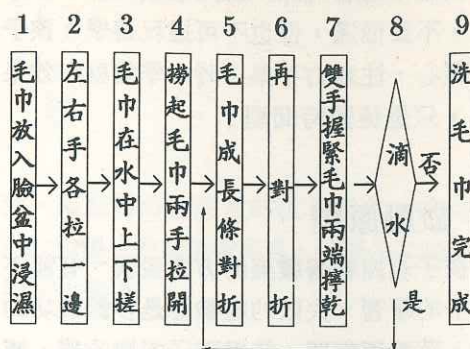 1
毛巾放入臉盆中浸濕
2
左右手各拉一邊
3
毛巾在水中上下搓
4
撈起毛巾兩手拉開
5
毛巾成長條對折
6
再對折
7
雙手握緊毛巾兩端擰乾
8
滴水
否
是
9
洗毛巾完成